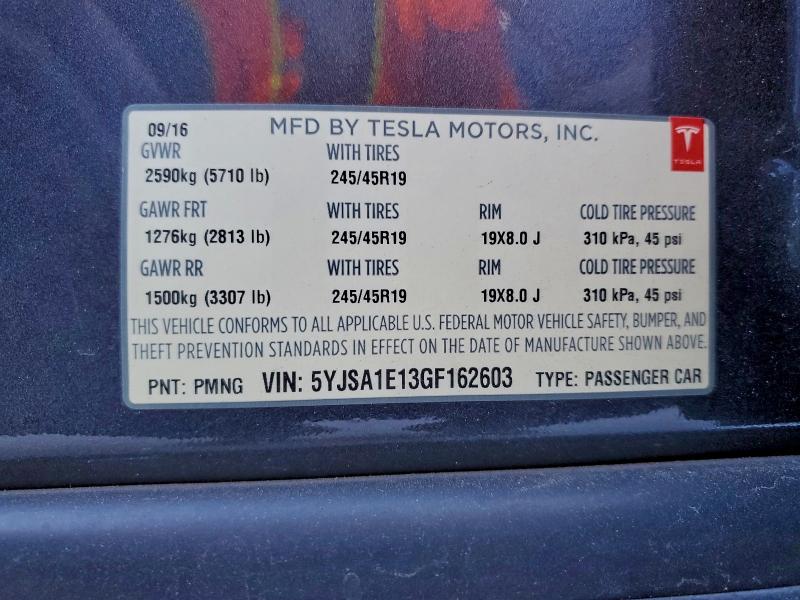 09/16 MFD BY TESLA MOTORS, INC.
TESLA
GVWR WITH TIRES
2590kg (5710 lb) 245/45R19
GAWR FRT WITH TIRES RIM COLD TIRE PRESSURE
1276kg (2813 lb) 245/45R19 19X8.0 J 310 kPa, 45 psi
GAWR RR WITH TIRES RIM COLD TIRE PRESSURE
1500kg (3307 lb) 245/45R19 19X8.0 J 310 kPa, 45 psi
THIS VEHICLE CONFORMS TO ALL APPLICABLE U.S. FEDERAL MOTOR VEHICLE SAFETY, BUMPER, AND
THEFT PREVENTION STANDARDS IN EFFECT ON THE DATE OF MANUFACTURE SHOWN ABOVE.
PNT: PMNG VIN: 5YJSA1E13GF162603 TYPE: PASSENGER CAR